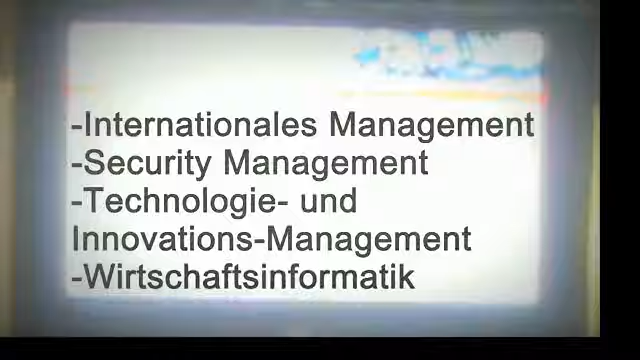 -Internationales Management
-Security Management
-Technologie- und
Innovations-Management
-Wirtschaftsinformatik